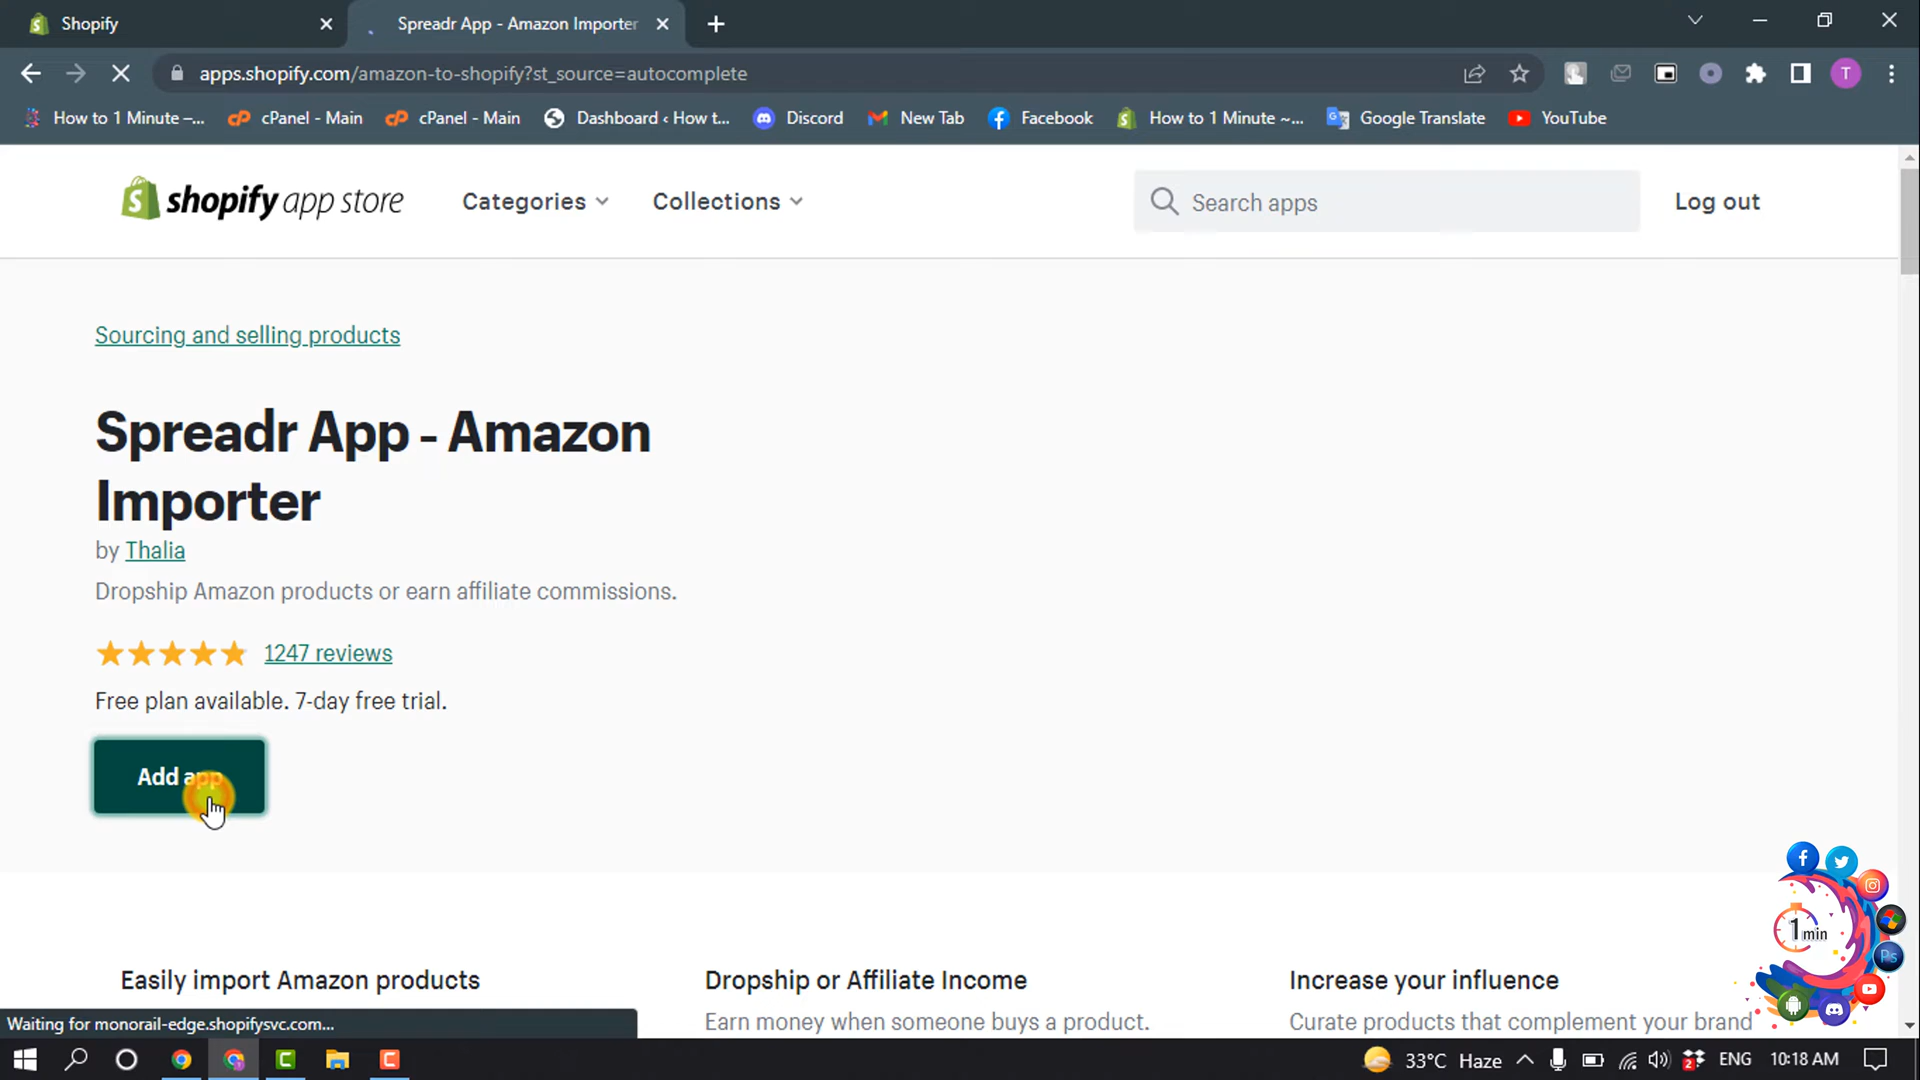 Shopify
Spreadr App - Amazon Importer
apps.shopify.com/amazon-to-shopify?st_source=autocomplete
T
How to 1 Minute –... cPanel - Main cPanel - Main Dashboard ‹ How t... Discord New Tab Facebook How to 1 Minute ~... Google Translate YouTube
shopify app store
Categories
Collections
Search apps
Log out
Sourcing and selling products
Spreadr App - Amazon
Importer
by Thalia
Dropship Amazon products or earn affiliate commissions.
1247 reviews
Free plan available. 7-day free trial.
Add app
Easily import Amazon products
Dropship or Affiliate Income
Earn money when someone buys a product.
Increase your influence
Curate products that complement your brand
1 min
Ps
Waiting for monorail-edge.shopifysvc.com...
33°C Haze
2
ENG
10:18 AM